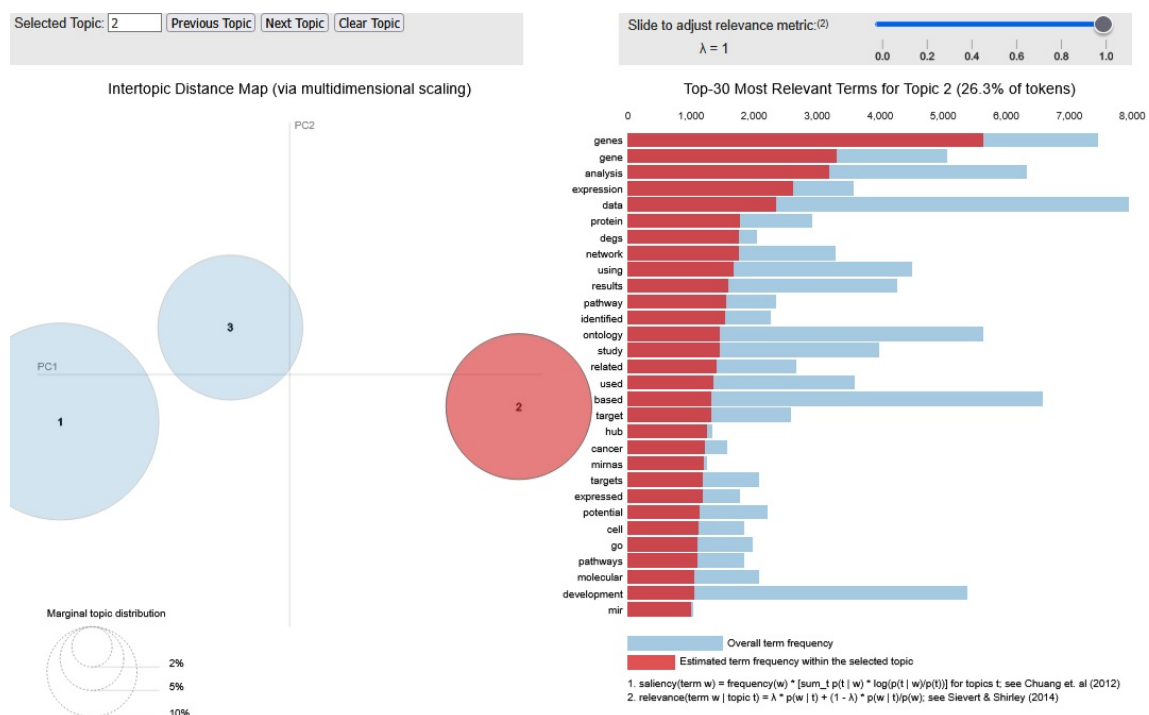 Selected Topic: 2 Previous Topic Next Topic Clear Topic
Slide to adjust relevance metric:(2)
λ = 1
0.0 0.2 0.4 0.6 0.8 1.0
Intertopic Distance Map (via multidimensional scaling)
PC2
PC1
3
1
2
Marginal topic distribution
2%
5%
10%
Top-30 Most Relevant Terms for Topic 2 (26.3% of tokens)
0 1,000 2,000 3,000 4,000 5,000 6,000 7,000 8,000
genes
gene
analysis
expression
data
protein
degs
network
using
results
pathway
identified
ontology
study
related
used
based
target
hub
cancer
mirnas
targets
expressed
potential
cell
go
pathways
molecular
development
mir
Overall term frequency
Estimated term frequency within the selected topic
1. saliency(term w) = frequency(w) * [sum_t p(t | w) * log(p(t | w)/p(t))] for topics t; see Chuang et. al (2012)
2. relevance(term w | topic t) = λ * p(w | t) + (1 - λ) * p(w | t)/p(w); see Sievert & Shirley (2014)